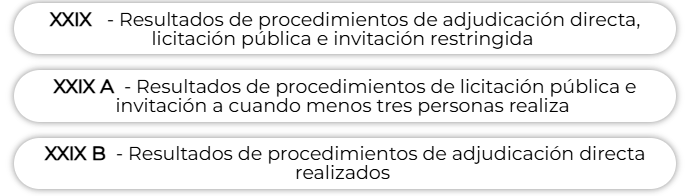 XXIX - Resultados de procedimientos de adjudicación directa,
licitación pública e invitación restringida
XXIX A - Resultados de procedimientos de licitación pública e
invitación a cuando menos tres personas realiza
XXIX B - Resultados de procedimientos de adjudicación directa
realizados